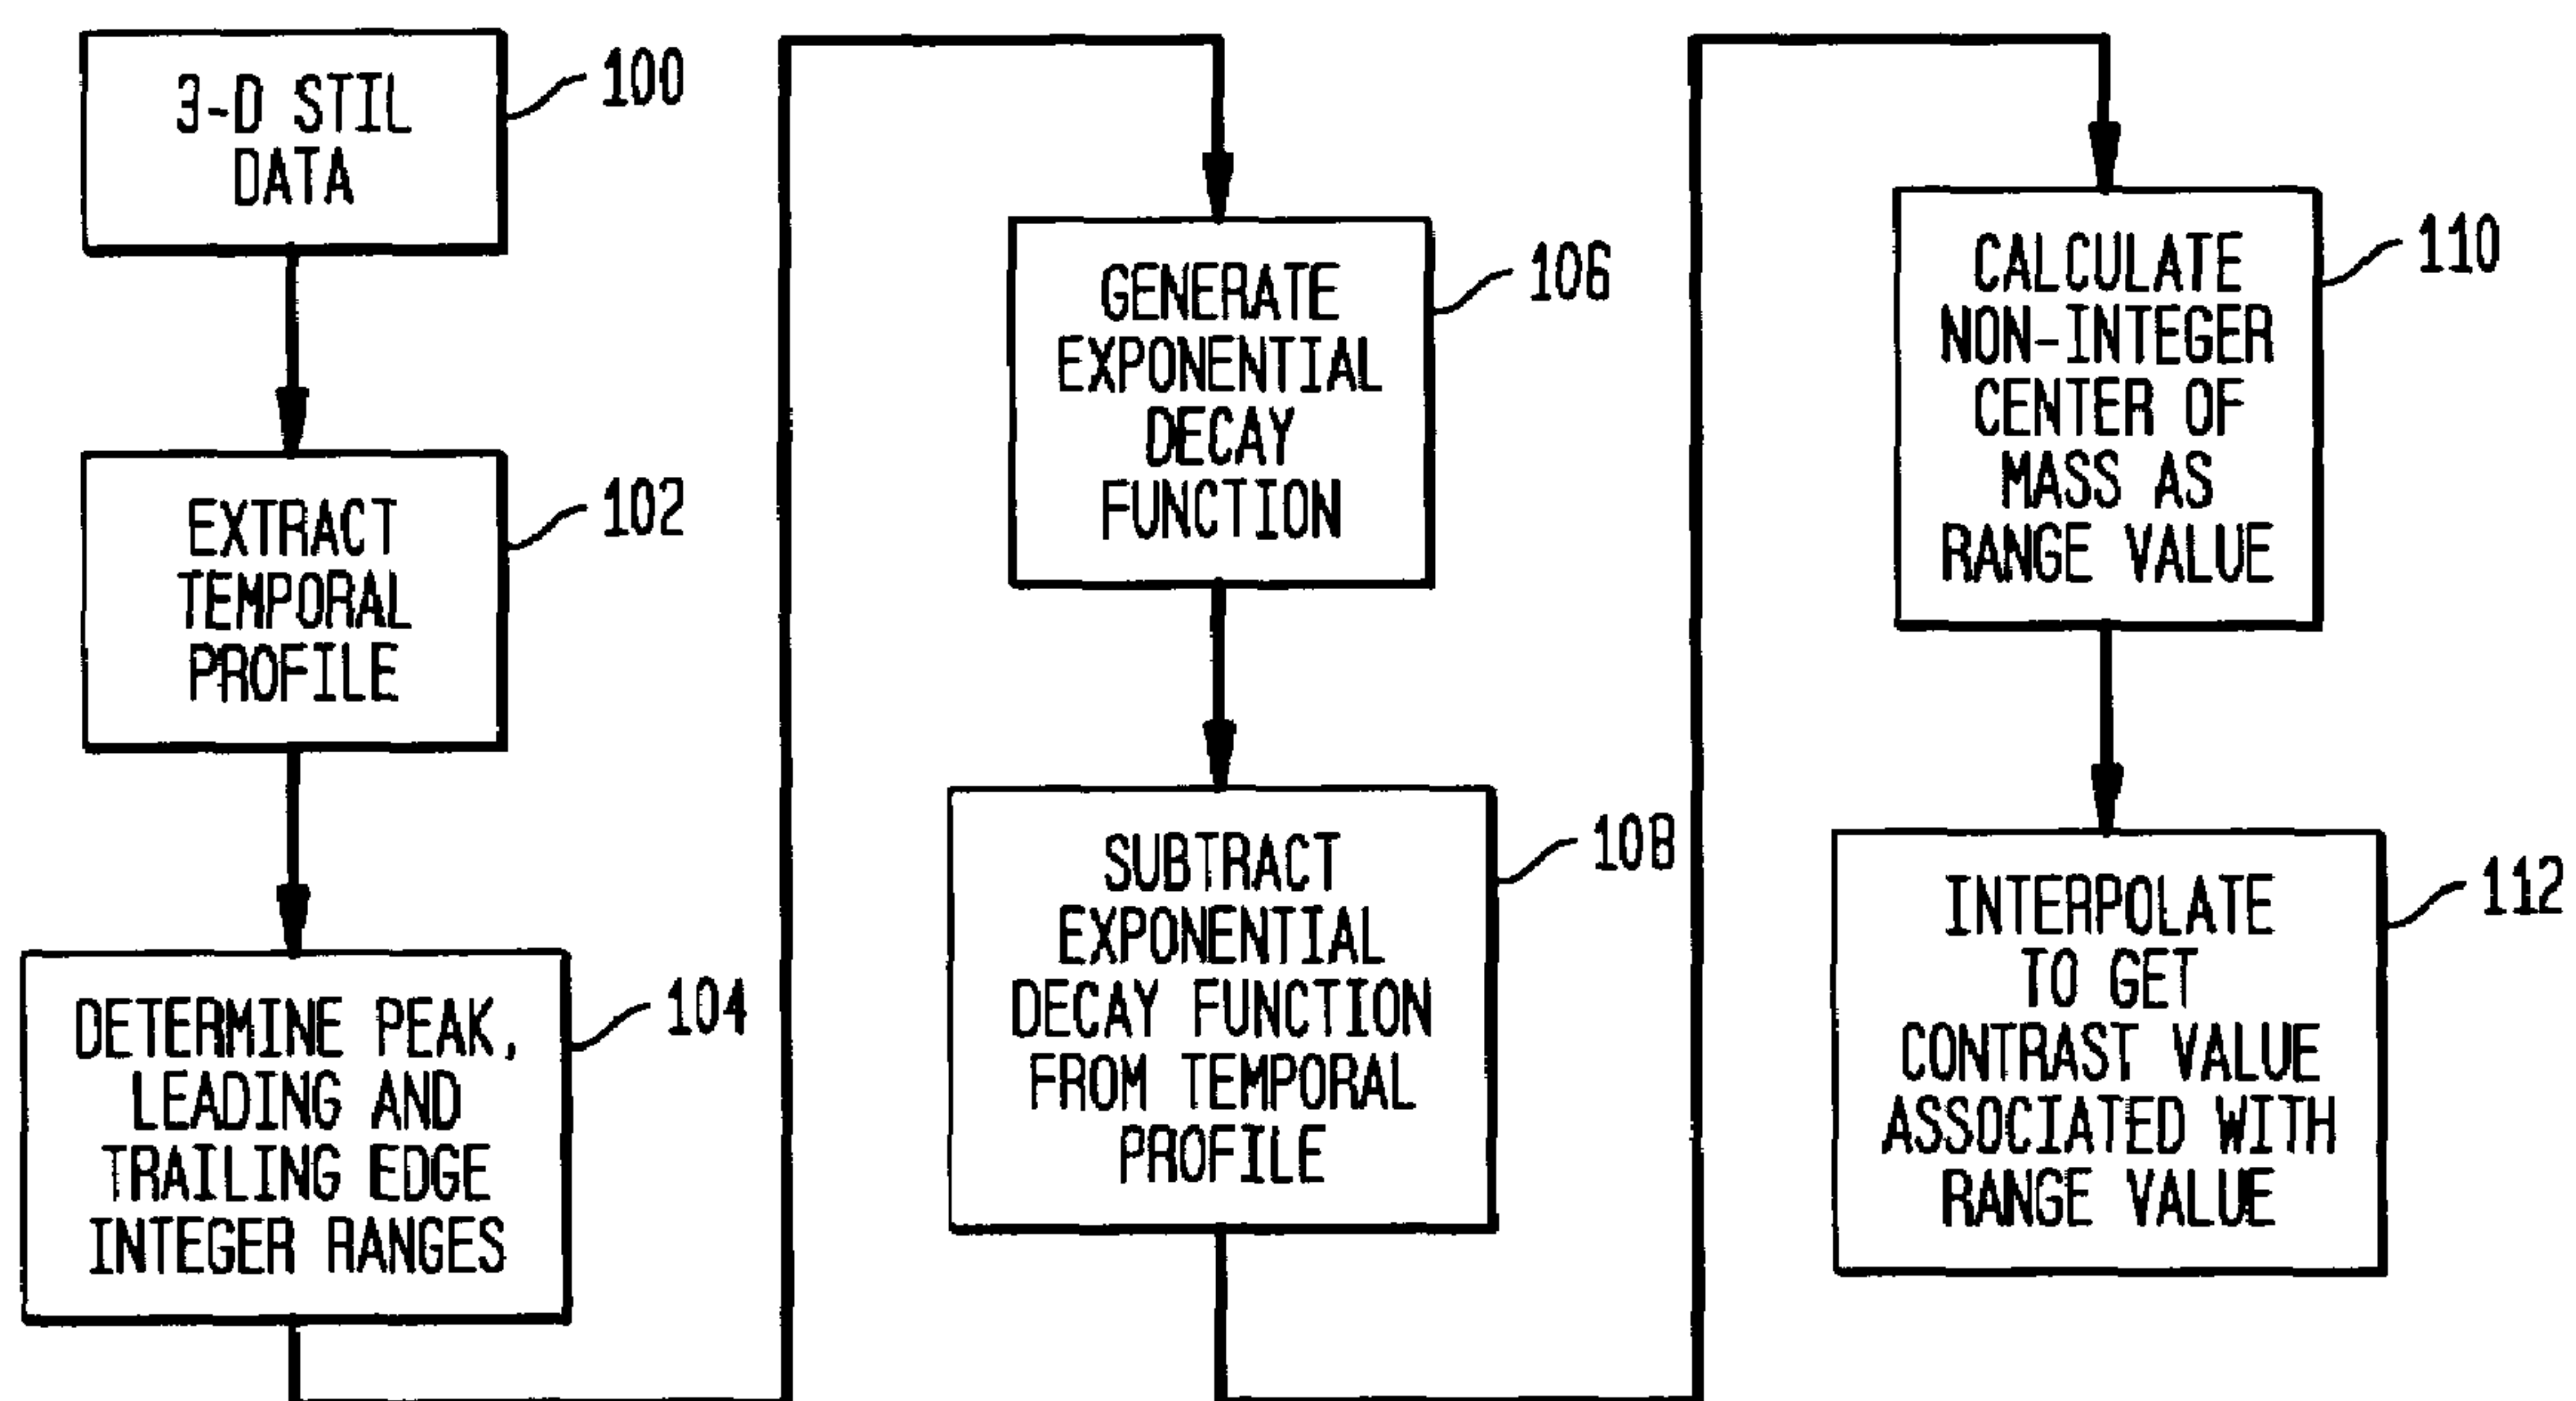 3-D STIL
DATA
100
EXTRACT
TEMPORAL
PROFILE
102
DETERMINE PEAK,
LEADING AND
TRAILING EDGE
INTEGER RANGES
104
GENERATE
EXPONENTIAL
DECAY
FUNCTION
106
SUBTRACT
EXPONENTIAL
DECAY FUNCTION
FROM TEMPORAL
PROFILE
108
CALCULATE
NON-INTEGER
CENTER OF
MASS AS
RANGE VALUE
110
INTERPOLATE
TO GET
CONTRAST VALUE
ASSOCIATED WITH
RANGE VALUE
112